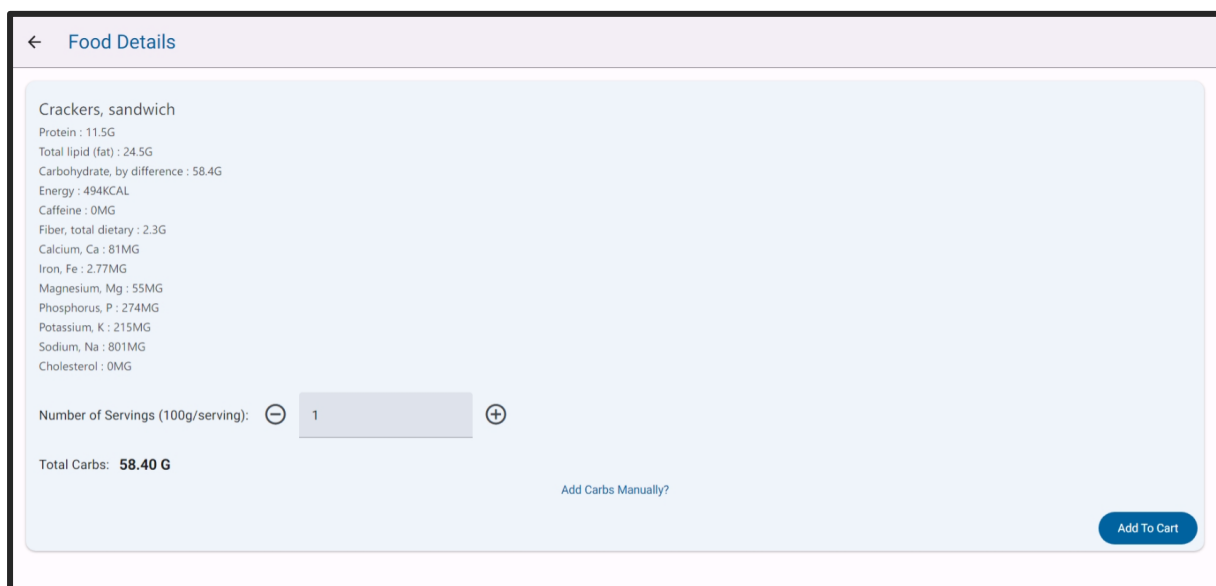 Food Details
Crackers, sandwich
Protein : 11.5G
Total lipid (fat) : 24.5G
Carbohydrate, by difference : 58.4G
Energy : 494KCAL
Caffeine : 0MG
Fiber, total dietary : 2.3G
Calcium, Ca : 81MG
Iron, Fe : 2.77MG
Magnesium, Mg : 55MG
Phosphorus, P : 274MG
Potassium, K : 215MG
Sodium, Na : 801MG
Cholesterol : 0MG
Number of Servings (100g/serving): 1
Total Carbs: 58.40 G
Add Carbs Manually?
Add To Cart